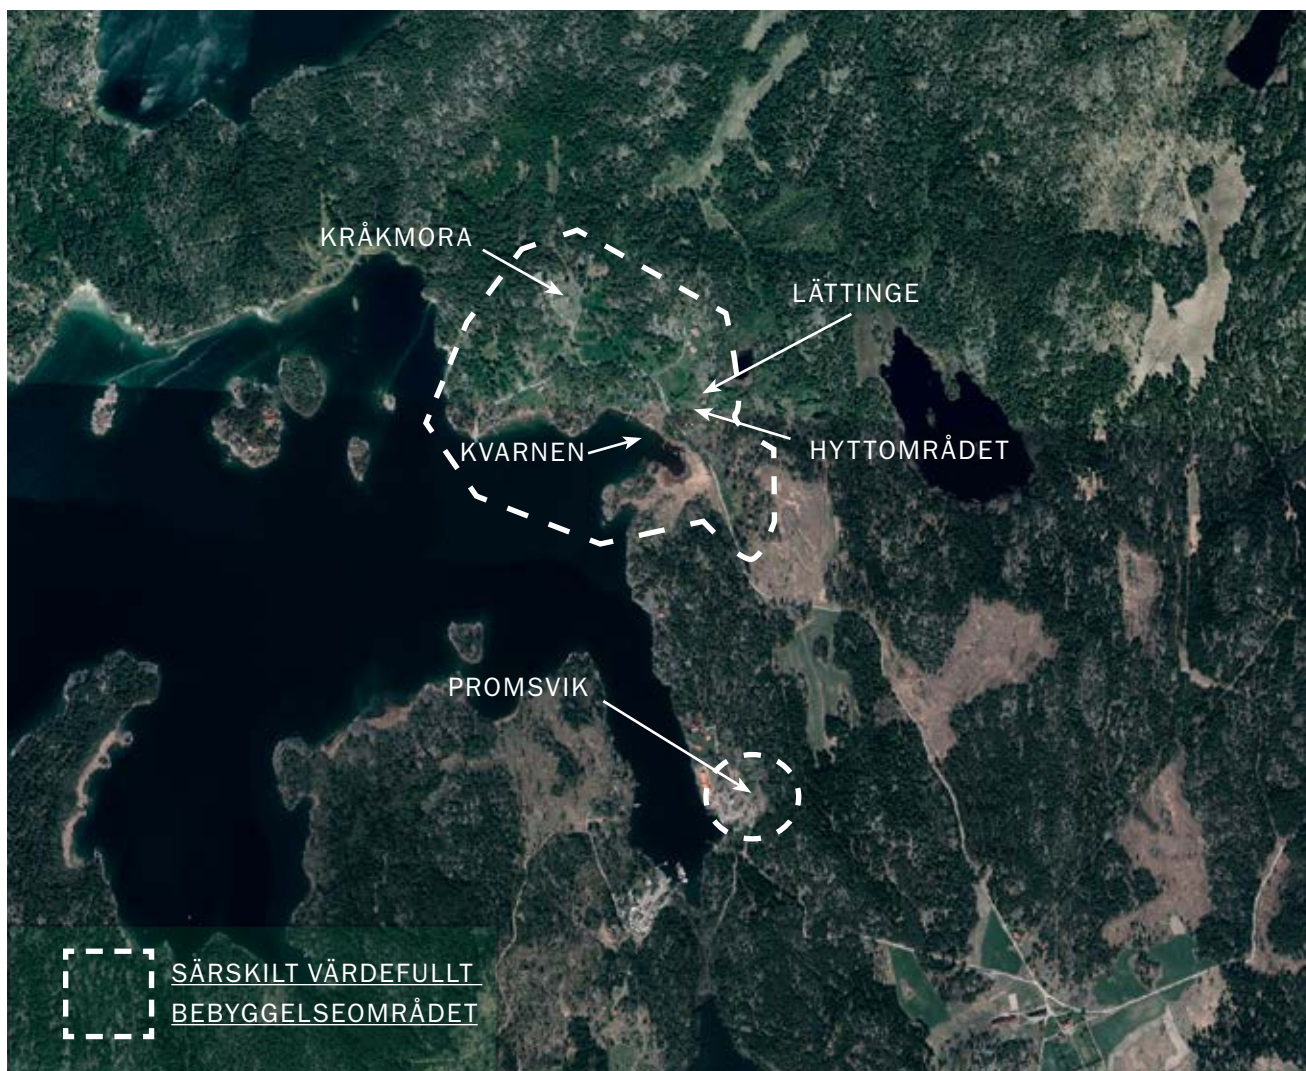 KRÅKMORA
LÄTTINGE
KVARNEN
HYTTOMRÅDET
PROMSVIK
SÄRSKILT VÄRDEFULLT
BEBYGGELSEOMRÅDET